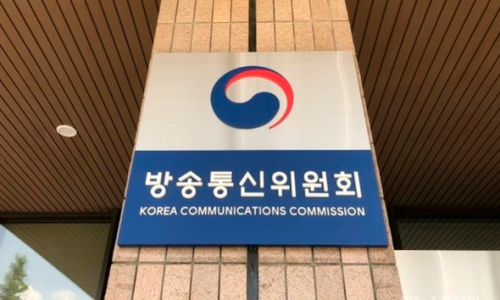 방송통신위원회
KOREA COMMUNICATIONS COMMISSION